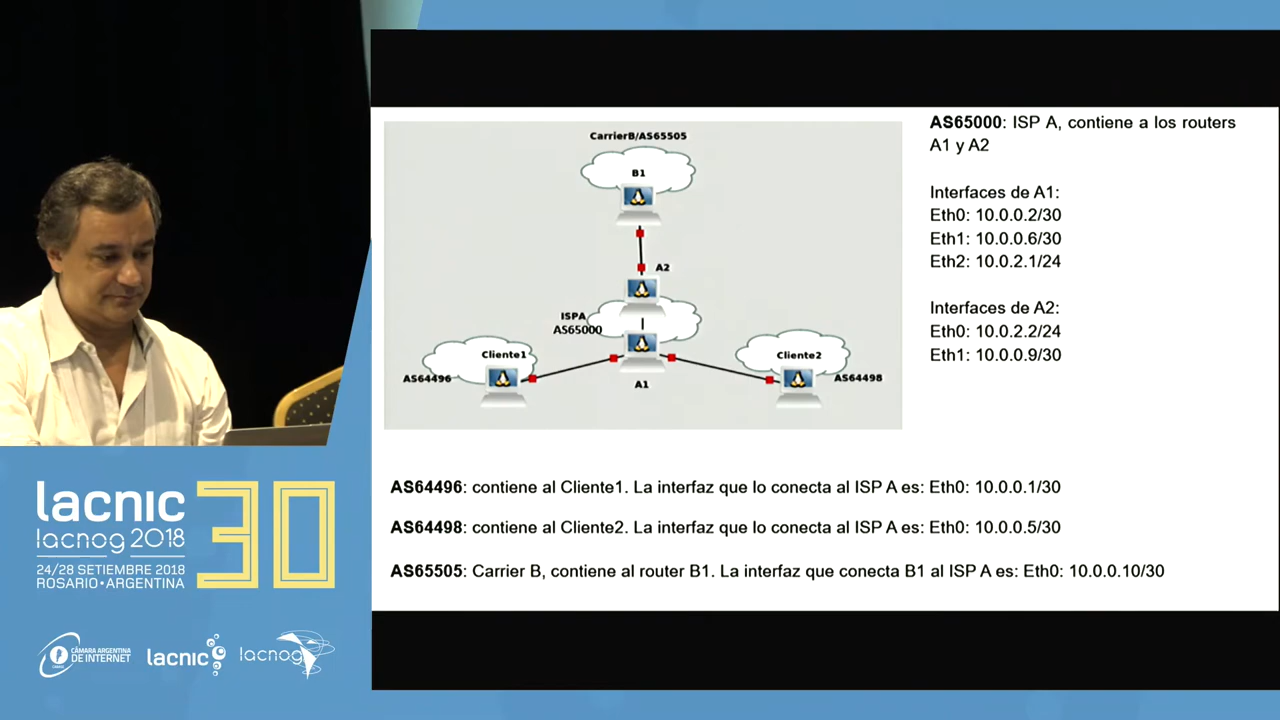 CarrierB/AS65505
B1
A2
ISPA
AS65000
Cliente1
AS64496
A1
Cliente2
AS64498
AS65000: ISP A, contiene a los routers
A1 y A2
Interfaces de A1:
Eth0: 10.0.0.2/30
Eth1: 10.0.0.6/30
Eth2: 10.0.2.1/24
Interfaces de A2:
Eth0: 10.0.2.2/24
Eth1: 10.0.0.9/30
AS64496: contiene al Cliente1. La interfaz que lo conecta al ISP A es: Eth0: 10.0.0.1/30
AS64498: contiene al Cliente2. La interfaz que lo conecta al ISP A es: Eth0: 10.0.0.5/30
AS65505: Carrier B, contiene al router B1. La interfaz que conecta B1 al ISP A es: Eth0: 10.0.0.10/30
lacnic 30
lacnog 2018
24/28 SETIEMBRE 2018
ROSARIO•ARGENTINA
CÁMARA ARGENTINA
DE INTERNET
lacnic
lacnog